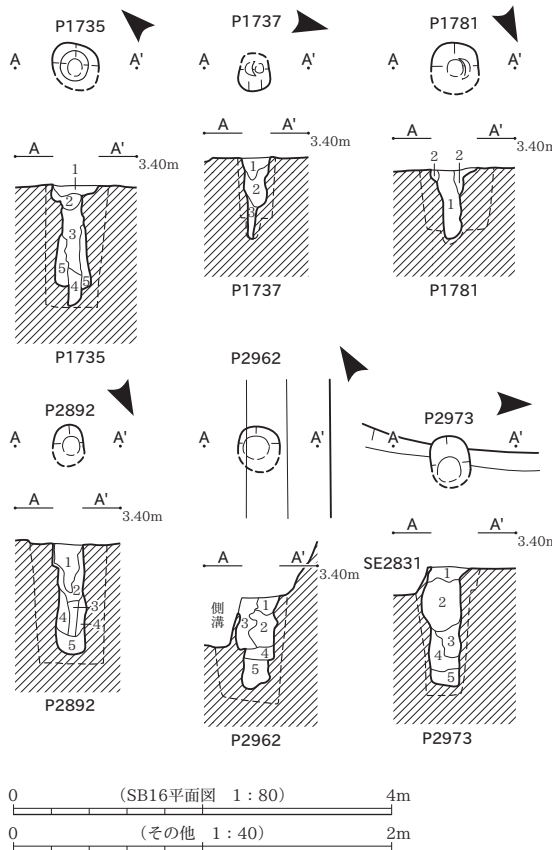 P1735
A A'
A A'
3.40m
1
2
3
5 5
4
P1735
P1737
A A'
A A'
3.40m
1
2
3
P1737
P1781
A A'
A A'
3.40m
2 2
1
P1781
P2892
A A'
A A'
3.40m
1
2
3
4 4
5
P2892
P2962
A A'
A A'
3.40m
側溝
1
3 2
4
5
P2962
P2973
A A'
A A'
3.40m
SE2831
1
2
3
4
5
P2973
0 (SB16平面図 1:80) 4m
0 (その他 1:40) 2m